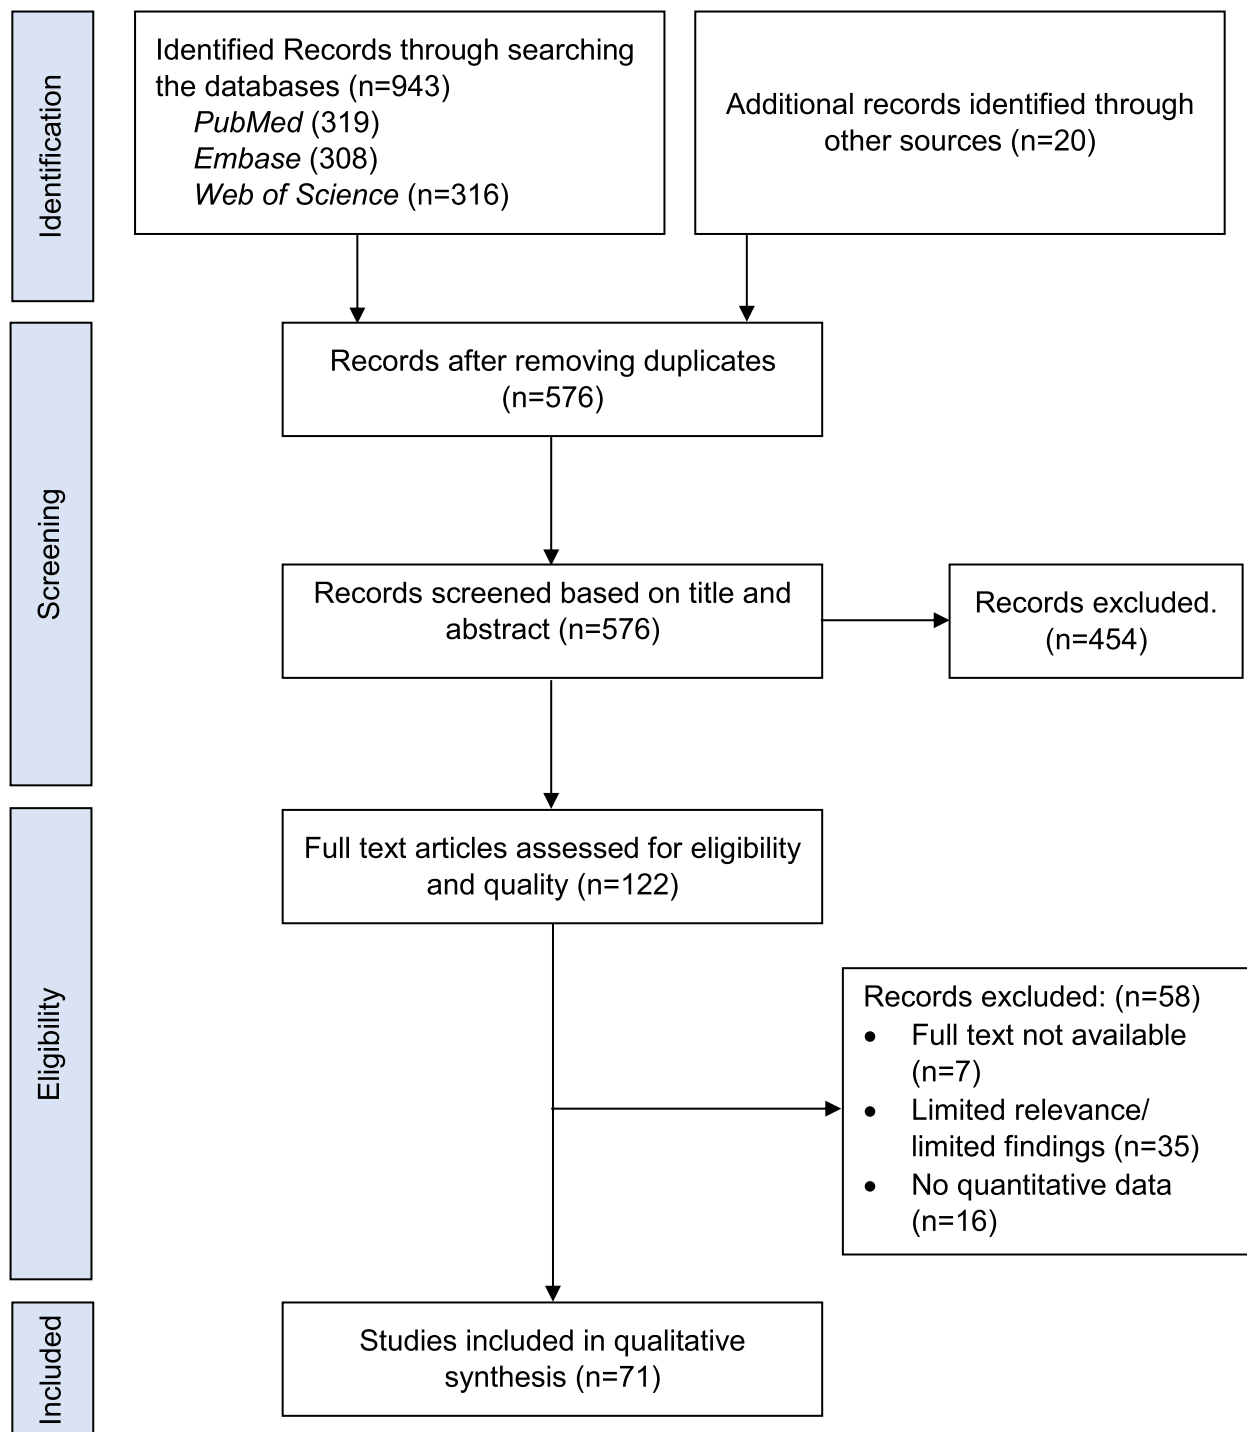 Identification
Identified Records through searching
the databases (n=943)
PubMed (319)
Embase (308)
Web of Science (n=316)
Additional records identified through
other sources (n=20)
Screening
Records after removing duplicates
(n=576)
Records screened based on title and
abstract (n=576)
Records excluded.
(n=454)
Eligibility
Full text articles assessed for eligibility
and quality (n=122)
Records excluded: (n=58)
• Full text not available
(n=7)
• Limited relevance/
limited findings (n=35)
• No quantitative data
(n=16)
Included
Studies included in qualitative
synthesis (n=71)